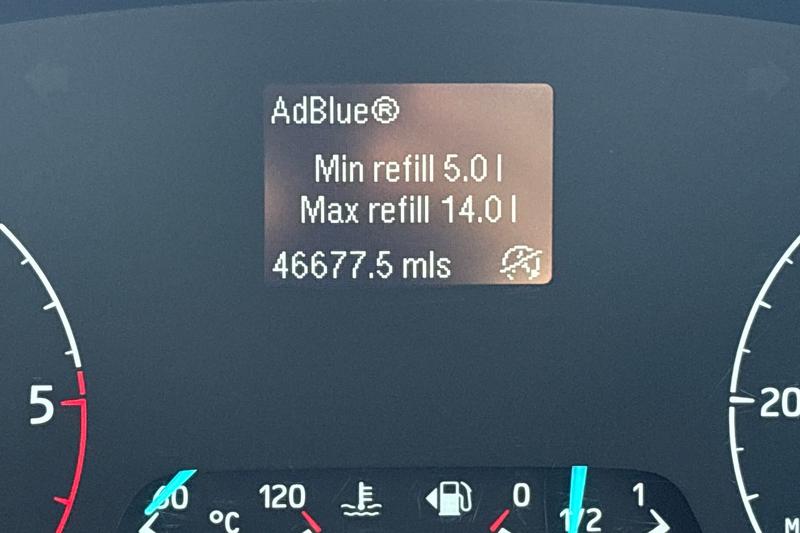 AdBlue®
Min refill 5.0 l
Max refill 14.0 l
46677.5 mls
5
20
60 120 0 1
°C 1/2
M